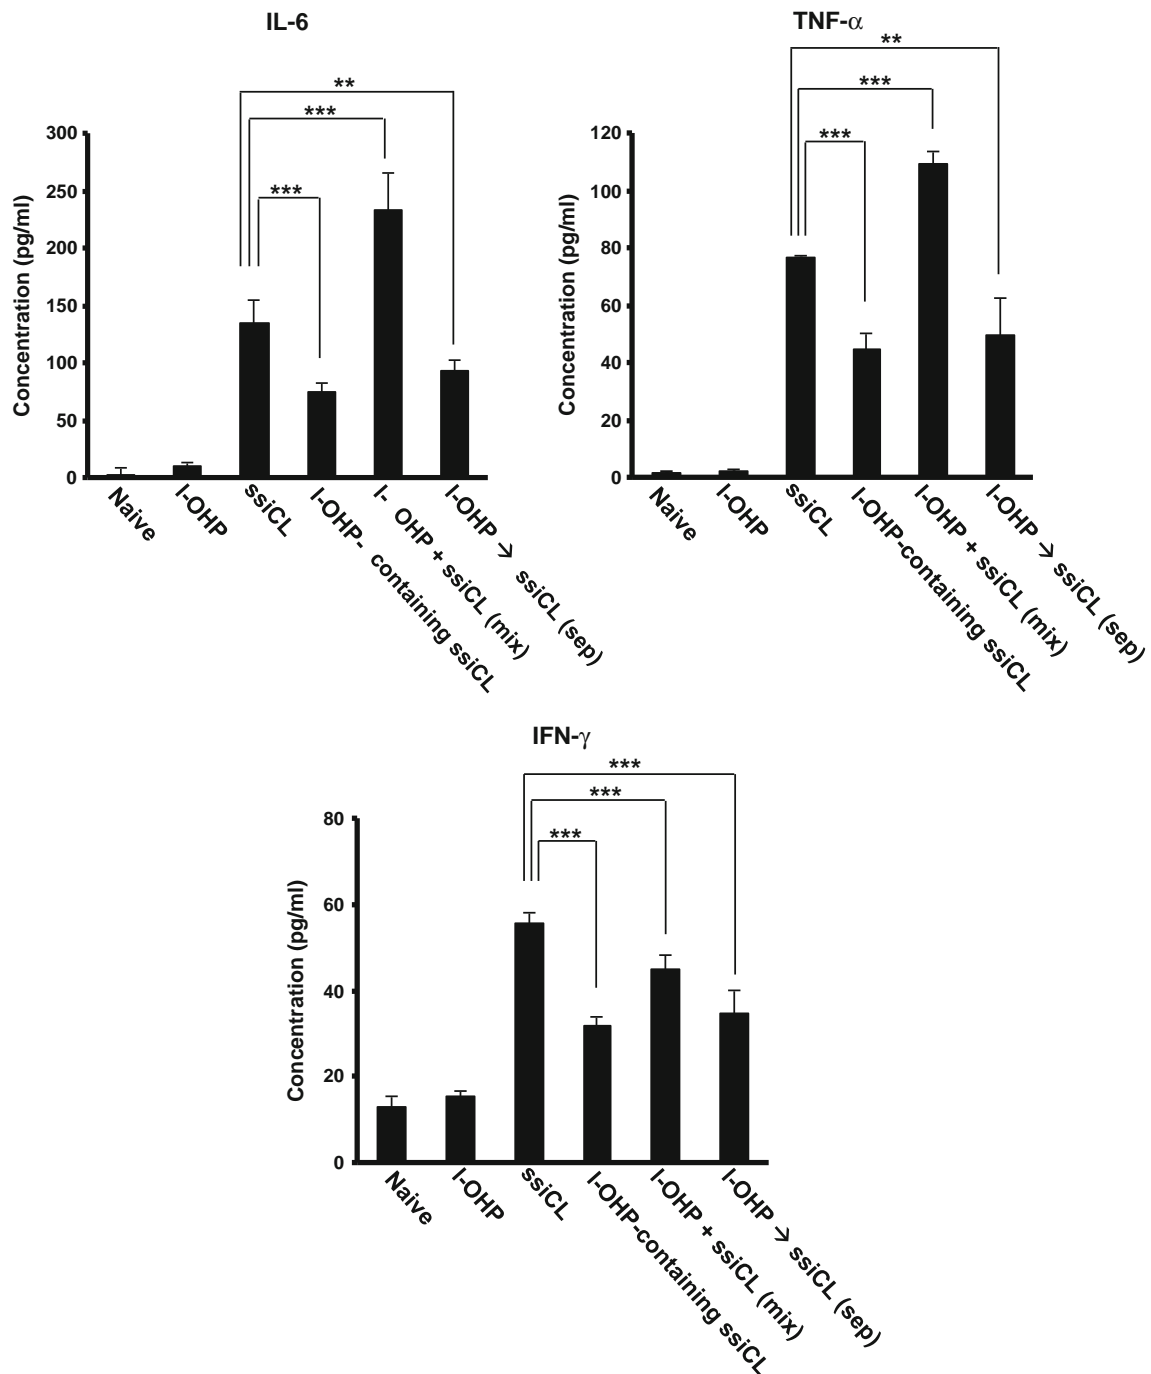 IL-6
**
***
***
Concentration (pg/ml)
300
250
200
150
100
50
0
Naive
l-OHP
ssiCL
l-OHP- containing ssiCL
l- OHP + ssiCL (mix)
l-OHP → ssiCL (sep)
TNF-α
**
***
***
Concentration (pg/ml)
120
100
80
60
40
20
0
Naive
l-OHP
ssiCL
l-OHP-containing ssiCL
l-OHP + ssiCL (mix)
l-OHP → ssiCL (sep)
IFN-γ
***
***
***
Concentration (pg/ml)
80
60
40
20
0
Naive
l-OHP
ssiCL
l-OHP-containing ssiCL
l-OHP + ssiCL (mix)
l-OHP → ssiCL (sep)